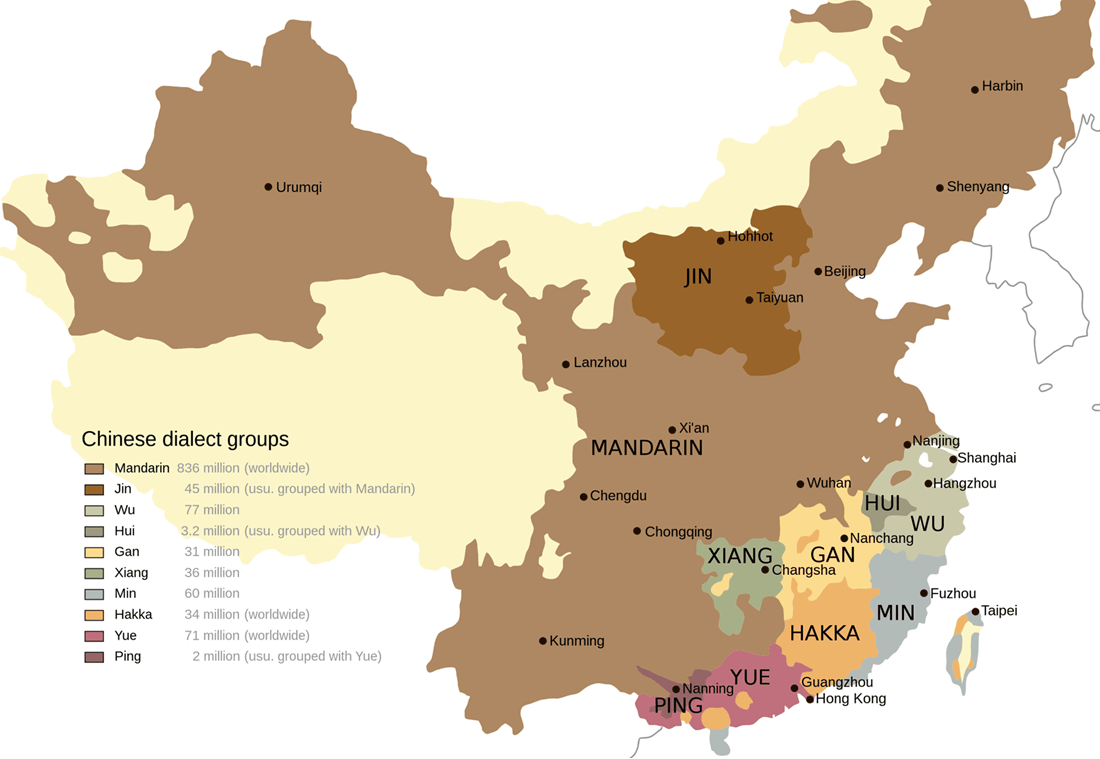 Harbin
Urumqi
Shenyang
Hohhot
Beijing
JIN
Taiyuan
Lanzhou
Xi'an
Chinese dialect groups
Nanjing
MANDARIN
Shanghai
Mandarin 836 million (worldwide)
Wuhan
Hangzhou
Jin 45 million (usu. grouped with Mandarin)
Chengdu
HUI
Wu 77 million
WU
Hui 3.2 million (usu. grouped with Wu)
Chongqing
Nanchang
Gan 31 million
XIANG
GAN
Xiang 36 million
Changsha
Min 60 million
Fuzhou
Hakka 34 million (worldwide)
MIN
Taipei
Yue 71 million (worldwide)
HAKKA
Kunming
Ping 2 million (usu. grouped with Yue)
YUE
Guangzhou
Nanning
Hong Kong
PING